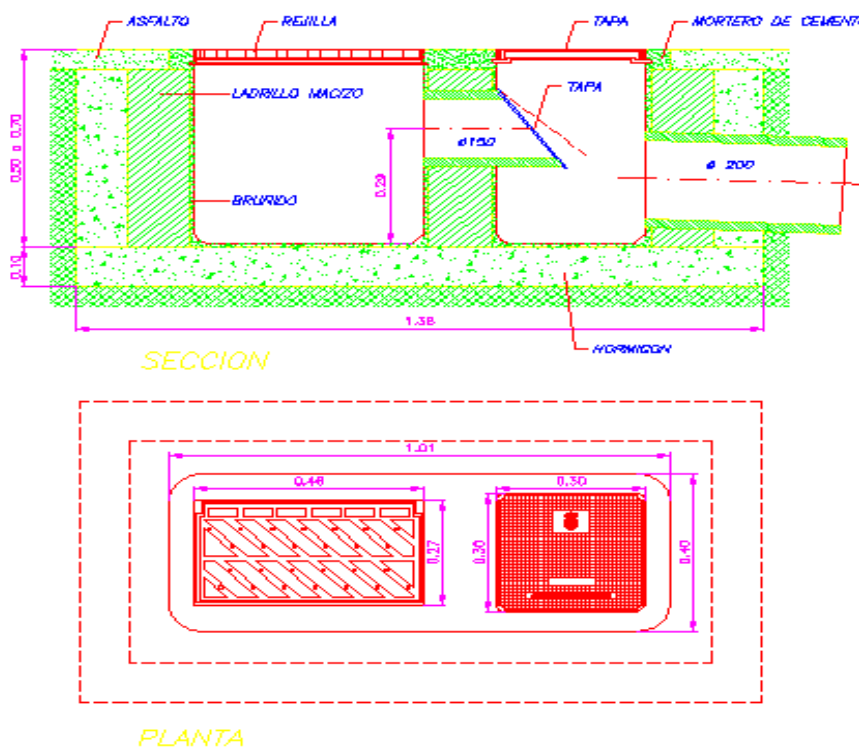 ASFALTO
REJILLA
TAPA
MORTERO DE CEMENTO
LADRILLO MACIZO
TAPA
Ø150
Ø 200
0.50 a 0.70
0.29
BRUÑIDO
0.10
1.38
HORMIGON
SECCION
1.01
0.46
0.30
0.27
0.30
0.40
PLANTA